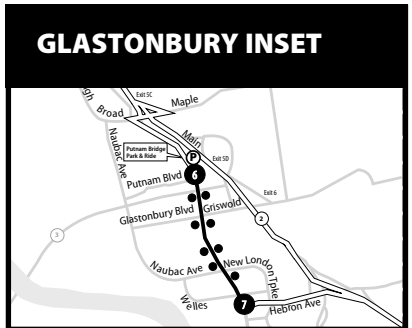 GLASTONBURY INSET
Exit 5C
Maple
Broad
Main
Naubac Ave
Putnam Bridge
Park & Ride
P
Exit 5D
6
Putnam Blvd
Exit 6
Griswold
Glastonbury Blvd
2
3
New London Tpke
Naubac Ave
Welles
7
Hebron Ave